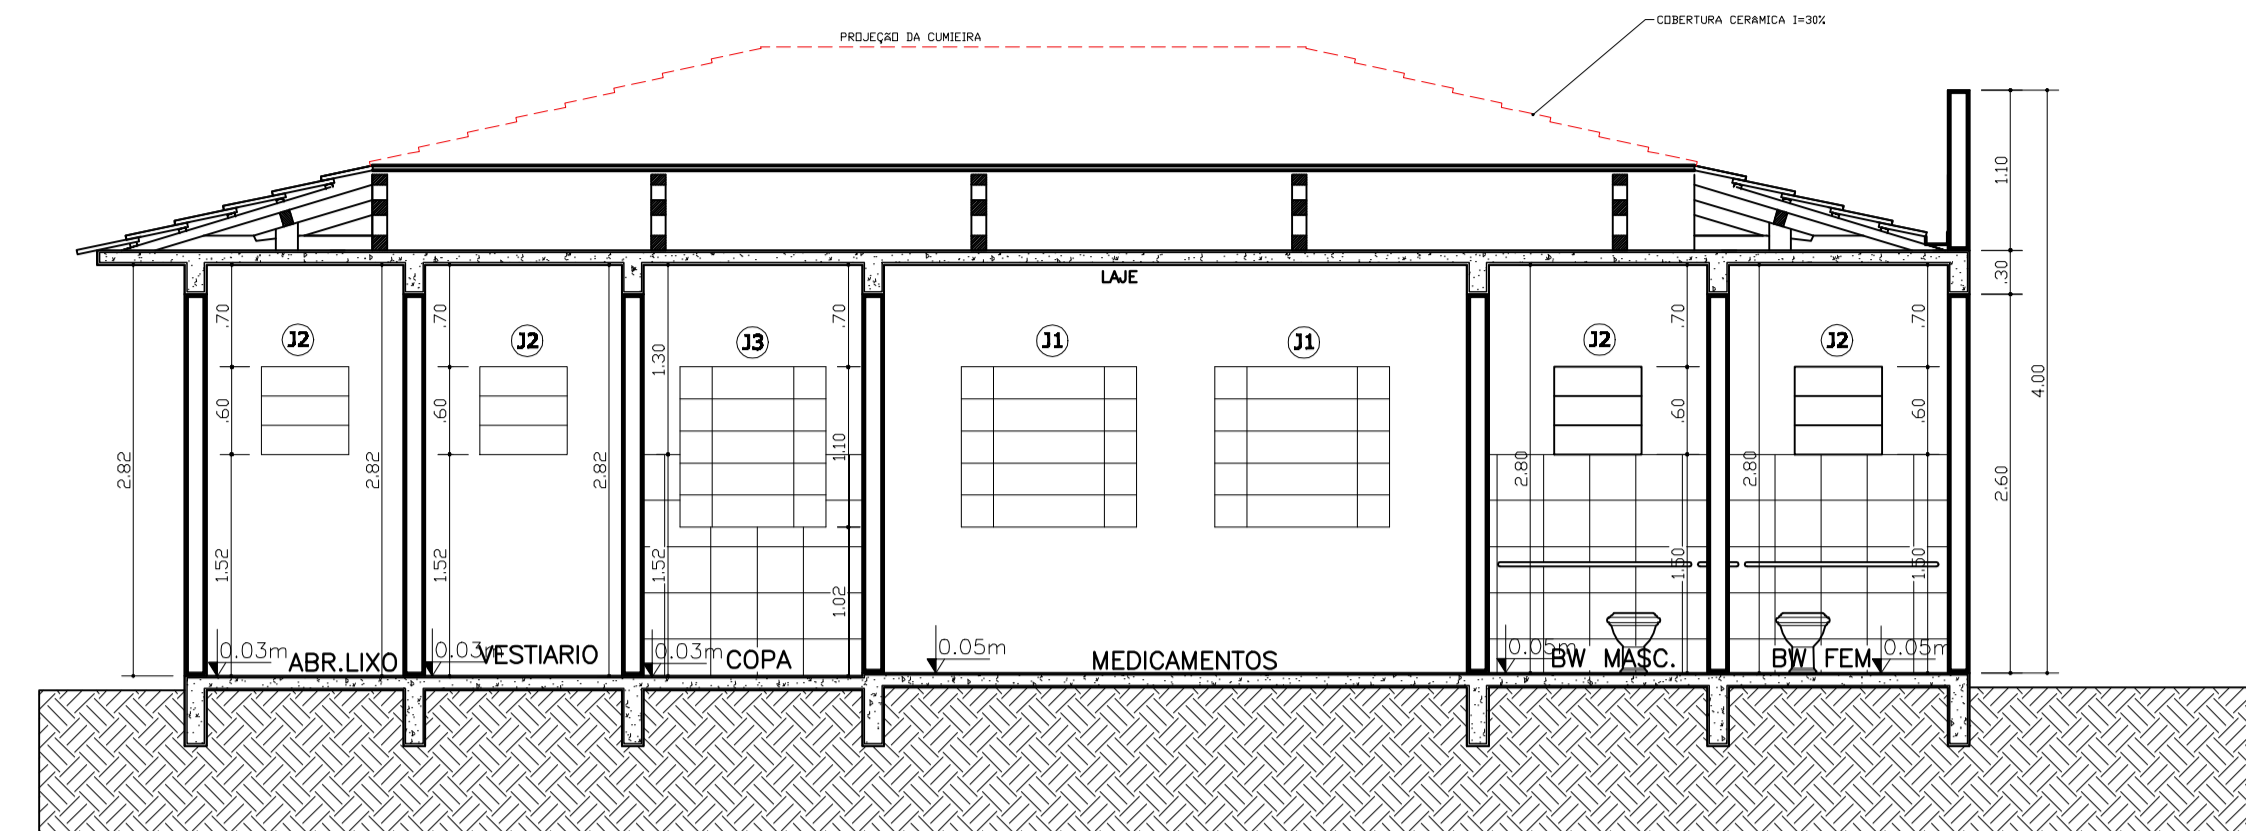 COBERTURA CERAMICA I=30%
PROJEÇÃO DA CUMIEIRA
1.10
LAJE
.30
.70
.70
1.30
.70
.70
.70
J2
J2
J3
J1
J1
J2
J2
4.00
.60
.60
1.10
.60
.60
2.82
2.82
2.82
2.80
2.80
2.60
1.52
1.52
1.52
1.02
1.50
1.50
0.03m
0.03m
0.03m
0.05m
0.05m
0.05m
ABR.LIXO
VESTIARIO
COPA
MEDICAMENTOS
BW MASC.
BW FEM